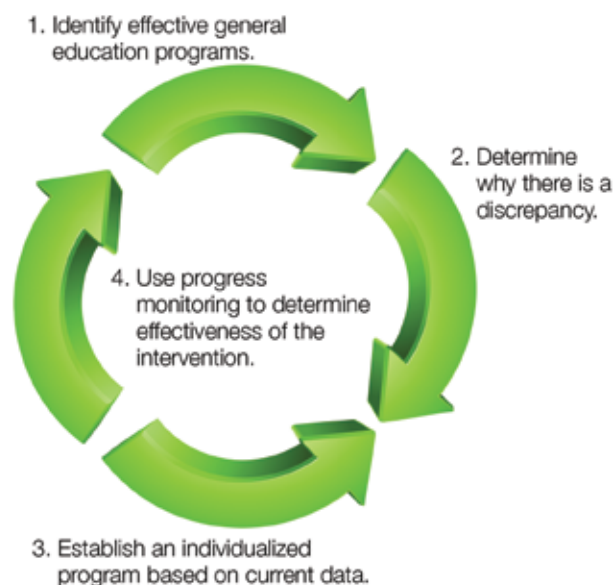 1. Identify effective general
education programs.
2. Determine
why there is a
discrepancy.
4. Use progress
monitoring to determine
effectiveness of the
intervention.
3. Establish an individualized
program based on current data.